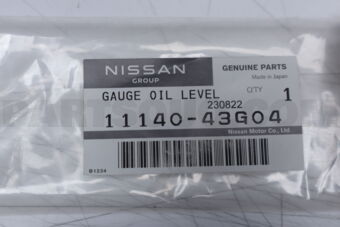 NISSAN
GROUP
GENUINE PARTS
Made in Japan
GAUGE OIL LEVEL
Q'TY 1
230822
11140-43G04
Nissan Motor Co., Ltd.
B1234